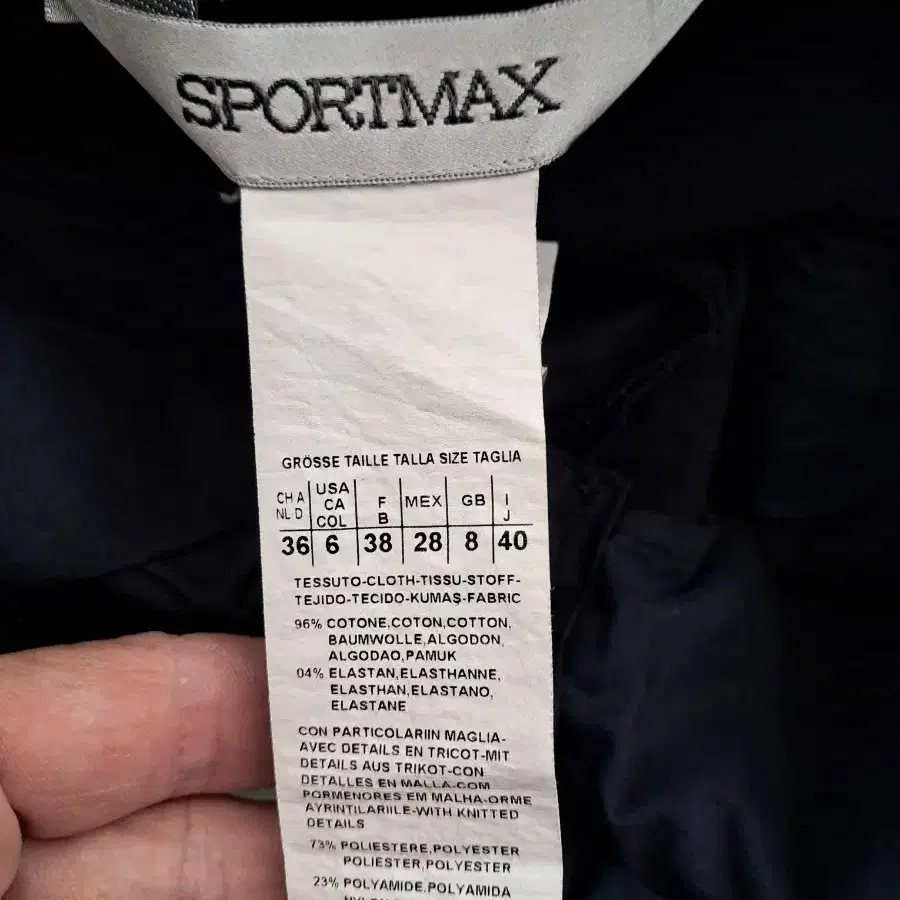 SPORTMAX
GRÖSSE TAILLE TALLA SIZE TAGLIA
CH A NL D | USA CA COL | F B | MEX | GB | I J
36 | 6 | 38 | 28 | 8 | 40
TESSUTO-CLOTH-TISSU-STOFF-
TEJIDO-TECIDO-KUMAŞ-FABRIC
96% COTONE,COTON,COTTON,
BAUMWOLLE,ALGODON,
ALGODAO,PAMUK
04% ELASTAN,ELASTHANNE,
ELASTHAN,ELASTANO,
ELASTANE
CON PARTICOLARIIN MAGLIA-
AVEC DETAILS EN TRICOT-MIT
DETAILS AUS TRIKOT-CON
DETALLES EN MALLA-COM
PORMENORES EM MALHA-ORME
AYRINTILARIILE-WITH KNITTED
DETAILS
73% POLIESTERE,POLYESTER
POLIESTER,POLYESTER
23% POLYAMIDE,POLYAMIDA